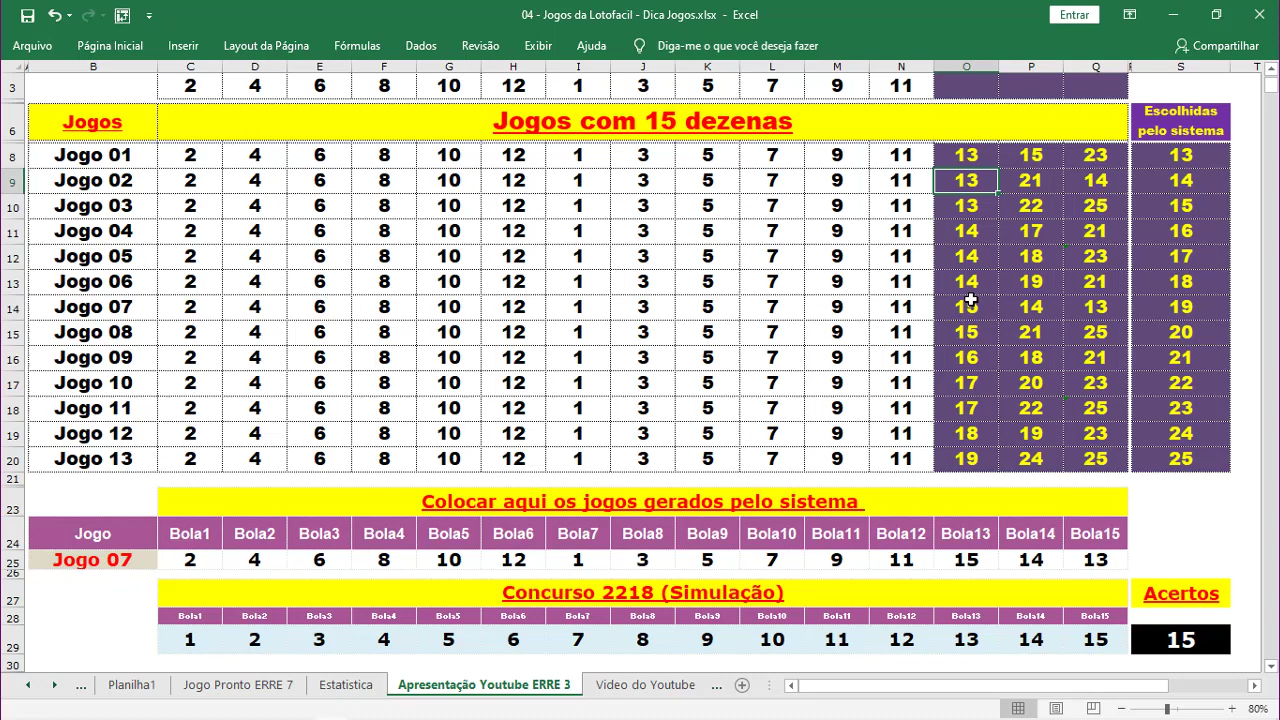 04 - Jogos da Lotofacil - Dica Jogos.xlsx - Excel
Entrar
Arquivo Página Inicial Inserir Layout da Página Fórmulas Dados Revisão Exibir Ajuda Diga-me o que você deseja fazer Compartilhar
B C D E F G H I J K L M N O P Q S T
3 2 4 6 8 10 12 1 3 5 7 9 11
6 Jogos Jogos com 15 dezenas Escolhidas
pelo sistema
8 Jogo 01 2 4 6 8 10 12 1 3 5 7 9 11 13 15 23 13
9 Jogo 02 2 4 6 8 10 12 1 3 5 7 9 11 13 21 14 14
10 Jogo 03 2 4 6 8 10 12 1 3 5 7 9 11 13 22 25 15
11 Jogo 04 2 4 6 8 10 12 1 3 5 7 9 11 14 17 21 16
12 Jogo 05 2 4 6 8 10 12 1 3 5 7 9 11 14 18 23 17
13 Jogo 06 2 4 6 8 10 12 1 3 5 7 9 11 14 19 21 18
14 Jogo 07 2 4 6 8 10 12 1 3 5 7 9 11 15 14 13 19
15 Jogo 08 2 4 6 8 10 12 1 3 5 7 9 11 15 21 25 20
16 Jogo 09 2 4 6 8 10 12 1 3 5 7 9 11 16 18 21 21
17 Jogo 10 2 4 6 8 10 12 1 3 5 7 9 11 17 20 23 22
18 Jogo 11 2 4 6 8 10 12 1 3 5 7 9 11 17 22 25 23
19 Jogo 12 2 4 6 8 10 12 1 3 5 7 9 11 18 19 23 24
20 Jogo 13 2 4 6 8 10 12 1 3 5 7 9 11 19 24 25 25
21
23 Colocar aqui os jogos gerados pelo sistema
24 Jogo Bola1 Bola2 Bola3 Bola4 Bola5 Bola6 Bola7 Bola8 Bola9 Bola10 Bola11 Bola12 Bola13 Bola14 Bola15
25 Jogo 07 2 4 6 8 10 12 1 3 5 7 9 11 15 14 13
26
27 Concurso 2218 (Simulação) Acertos
28 Bola1 Bola2 Bola3 Bola4 Bola5 Bola6 Bola7 Bola8 Bola9 Bola10 Bola11 Bola12 Bola13 Bola14 Bola15
29 1 2 3 4 5 6 7 8 9 10 11 12 13 14 15 15
30
... Planilha1 Jogo Pronto ERRE 7 Estatistica Apresentação Youtube ERRE 3 Video do Youtube ...
80%